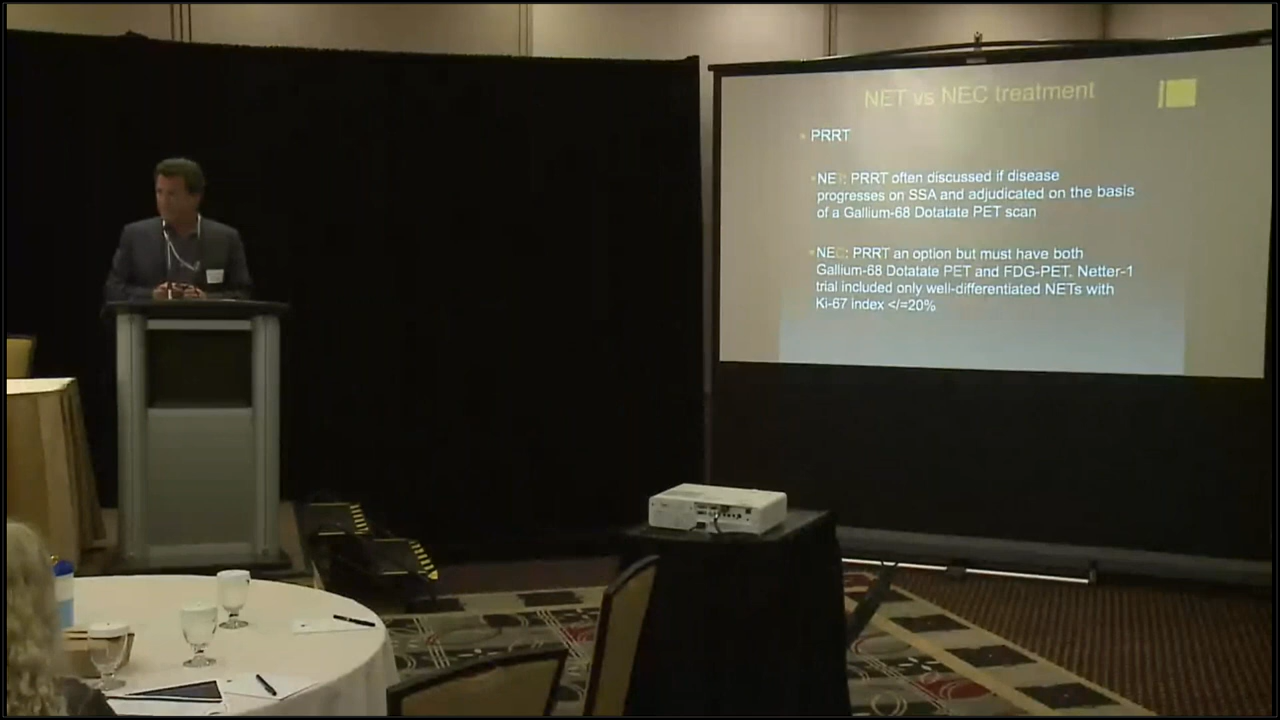 NET vs NEC treatment
PRRT
NET: PRRT often discussed if disease
progresses on SSA and adjudicated on the basis
of a Gallium-68 Dotatate PET scan
NEC: PRRT an option but must have both
Gallium-68 Dotatate PET and FDG-PET. Netter-1
trial included only well-differentiated NETs with
Ki-67 index </=20%